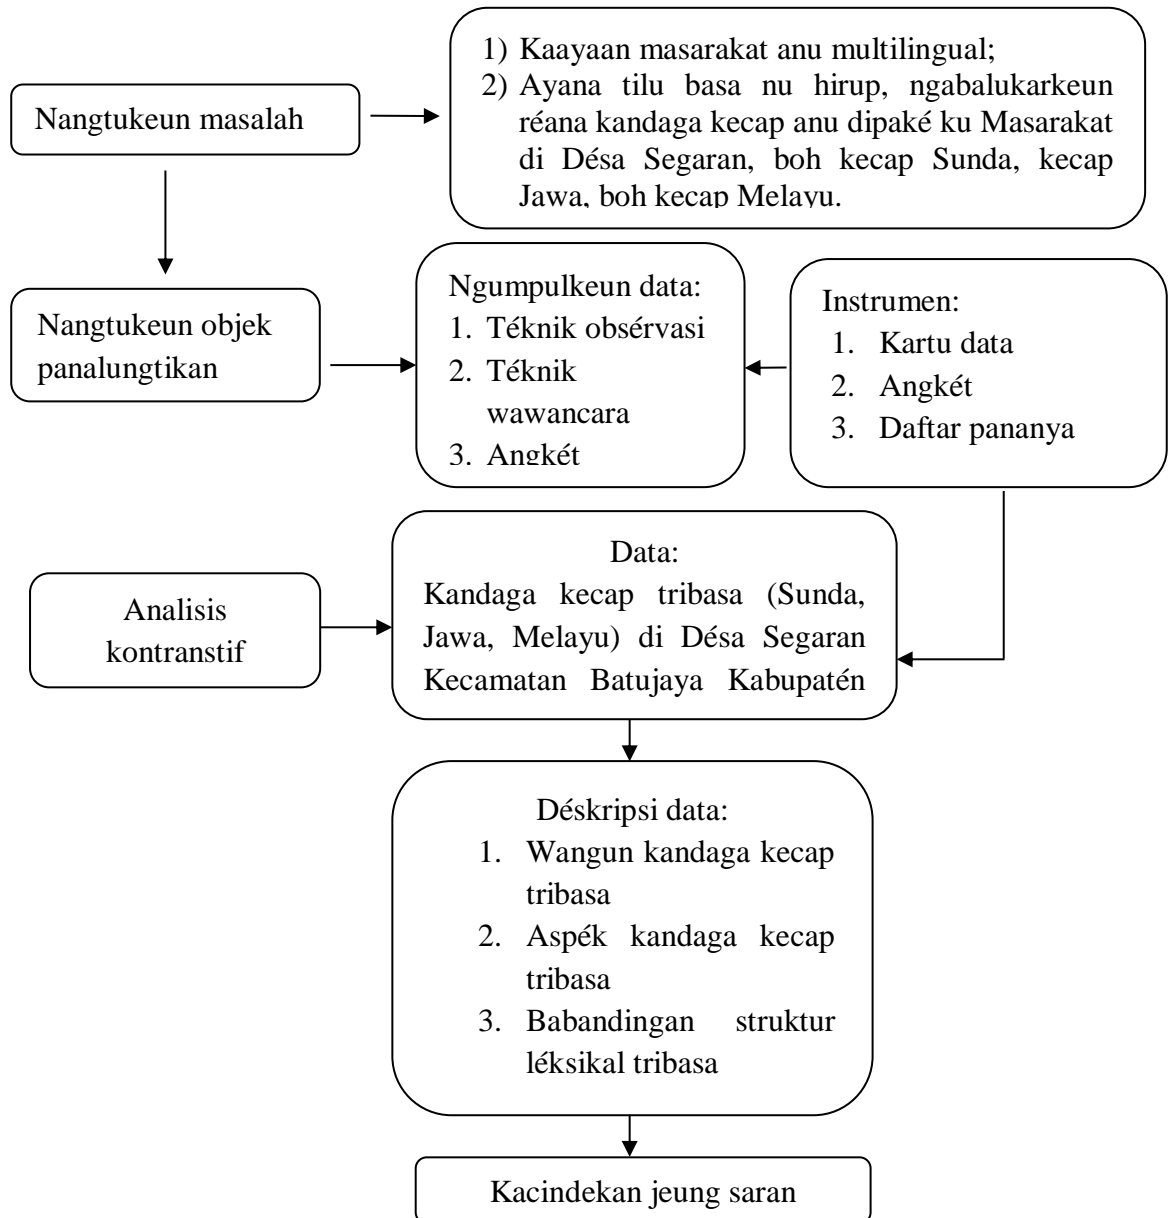 1) Kaayaan masarakat anu multilingual;
2) Ayana tilu basa nu hirup, ngabalukarkeun
réana kandaga kecap anu dipaké ku Masarakat
di Désa Segaran, boh kecap Sunda, kecap
Jawa, boh kecap Melayu.
Nangtukeun masalah
Nangtukeun objek
panalungtikan
Ngumpulkeun data:
1. Téknik obsérvasi
2. Téknik
wawancara
3. Angkét
Instrumen:
1. Kartu data
2. Angkét
3. Daftar pananya
Analisis
kontranstif
Data:
Kandaga kecap tribasa (Sunda,
Jawa, Melayu) di Désa Segaran
Kecamatan Batujaya Kabupatén
Déskripsi data:
1. Wangun kandaga kecap
tribasa
2. Aspék kandaga kecap
tribasa
3. Babandingan struktur
léksikal tribasa
Kacindekan jeung saran